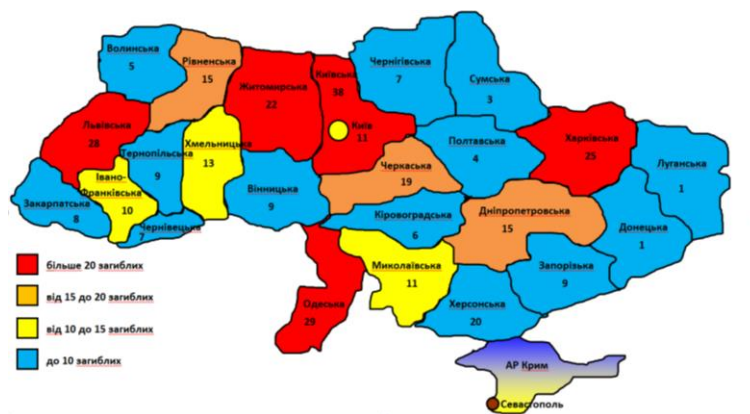 Волинська
5
Рівненська
15
Житомирська
22
Київська
38
Київ
11
Чернігівська
7
Сумська
3
Львівська
28
Тернопільська
9
Хмельницька
13
Івано-
Франківська
10
Закарпатська
8
Чернівецька
7
Вінницька
9
Черкаська
19
Полтавська
4
Харківська
25
Луганська
1
Кіровоградська
6
Дніпропетровська
15
Донецька
1
Миколаївська
11
Запорізька
9
Одеська
29
Херсонська
20
АР Крим
Севастополь
більше 20 загиблих
від 15 до 20 загиблих
від 10 до 15 загиблих
до 10 загиблих